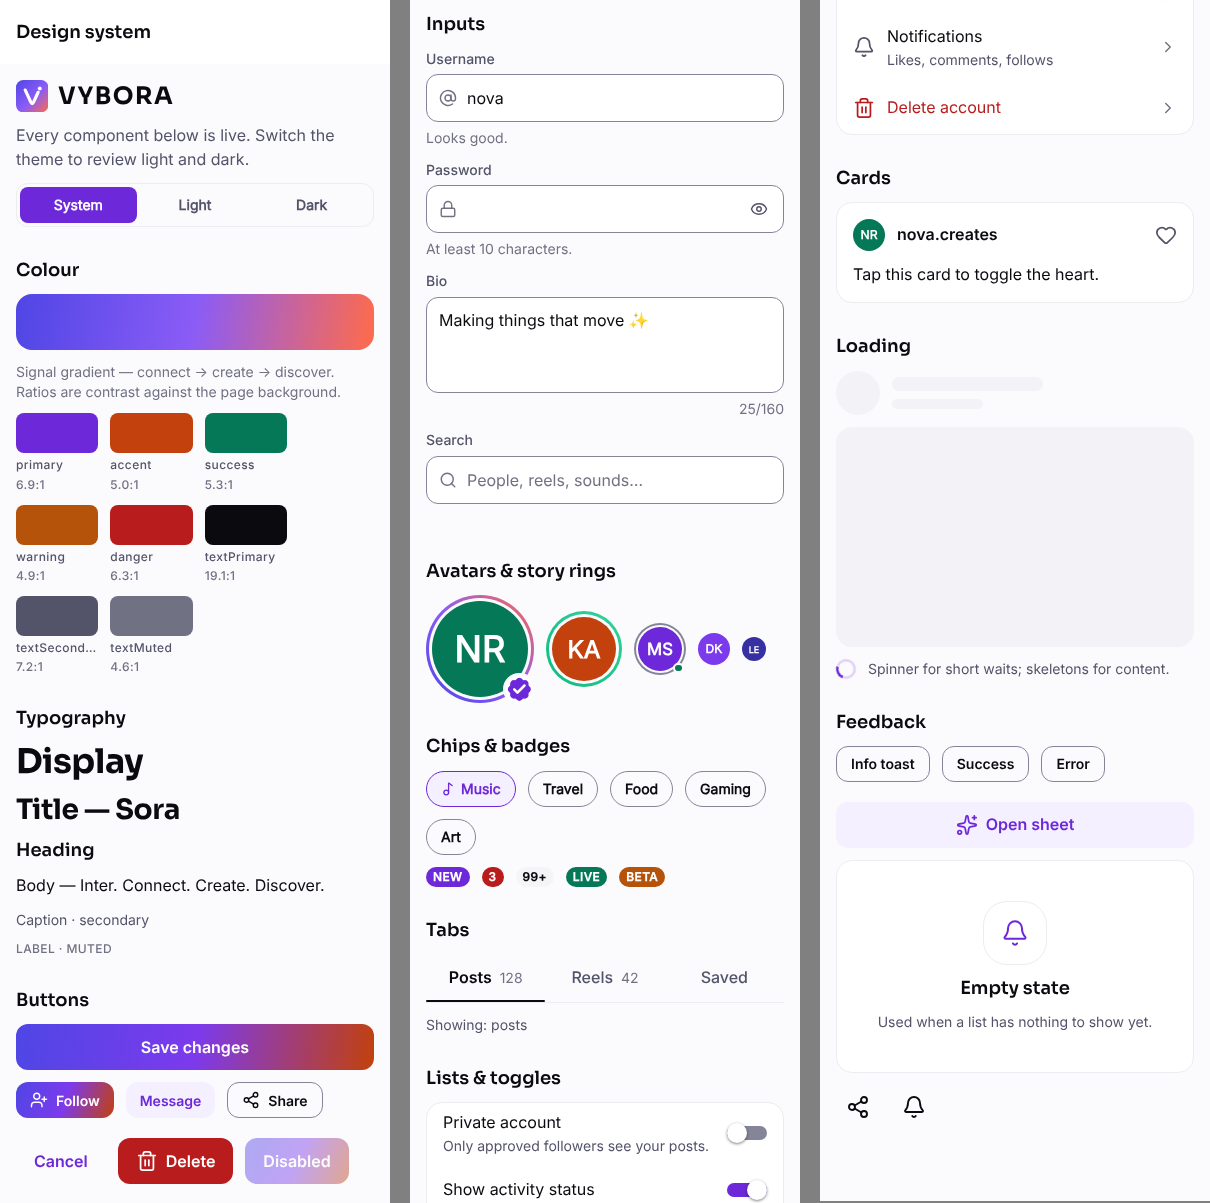 Design system
VYBORA
Every component below is live. Switch the
theme to review light and dark.
System
Light
Dark
Colour
Signal gradient — connect → create → discover.
Ratios are contrast against the page background.
primary
accent
success
6.9:1
5.0:1
5.3:1
warning
danger
textPrimary
4.9:1
6.3:1
19.1:1
textSecond...
textMuted
7.2:1
4.6:1
Typography
Display
Title — Sora
Heading
Body — Inter. Connect. Create. Discover.
Caption · secondary
LABEL · MUTED
Buttons
Save changes
Follow
Message
Share
Cancel
Delete
Disabled
Inputs
Username
@ nova
Looks good.
Password
At least 10 characters.
Bio
Making things that move ✨
25/160
Search
People, reels, sounds...
Avatars & story rings
NR
KA
MS
DK
LE
Chips & badges
Music
Travel
Food
Gaming
Art
NEW
3
99+
LIVE
BETA
Tabs
Posts 128
Reels 42
Saved
Showing: posts
Lists & toggles
Private account
Only approved followers see your posts.
Show activity status
Notifications
Likes, comments, follows
Delete account
Cards
NR
nova.creates
Tap this card to toggle the heart.
Loading
Spinner for short waits; skeletons for content.
Feedback
Info toast
Success
Error
Open sheet
Empty state
Used when a list has nothing to show yet.